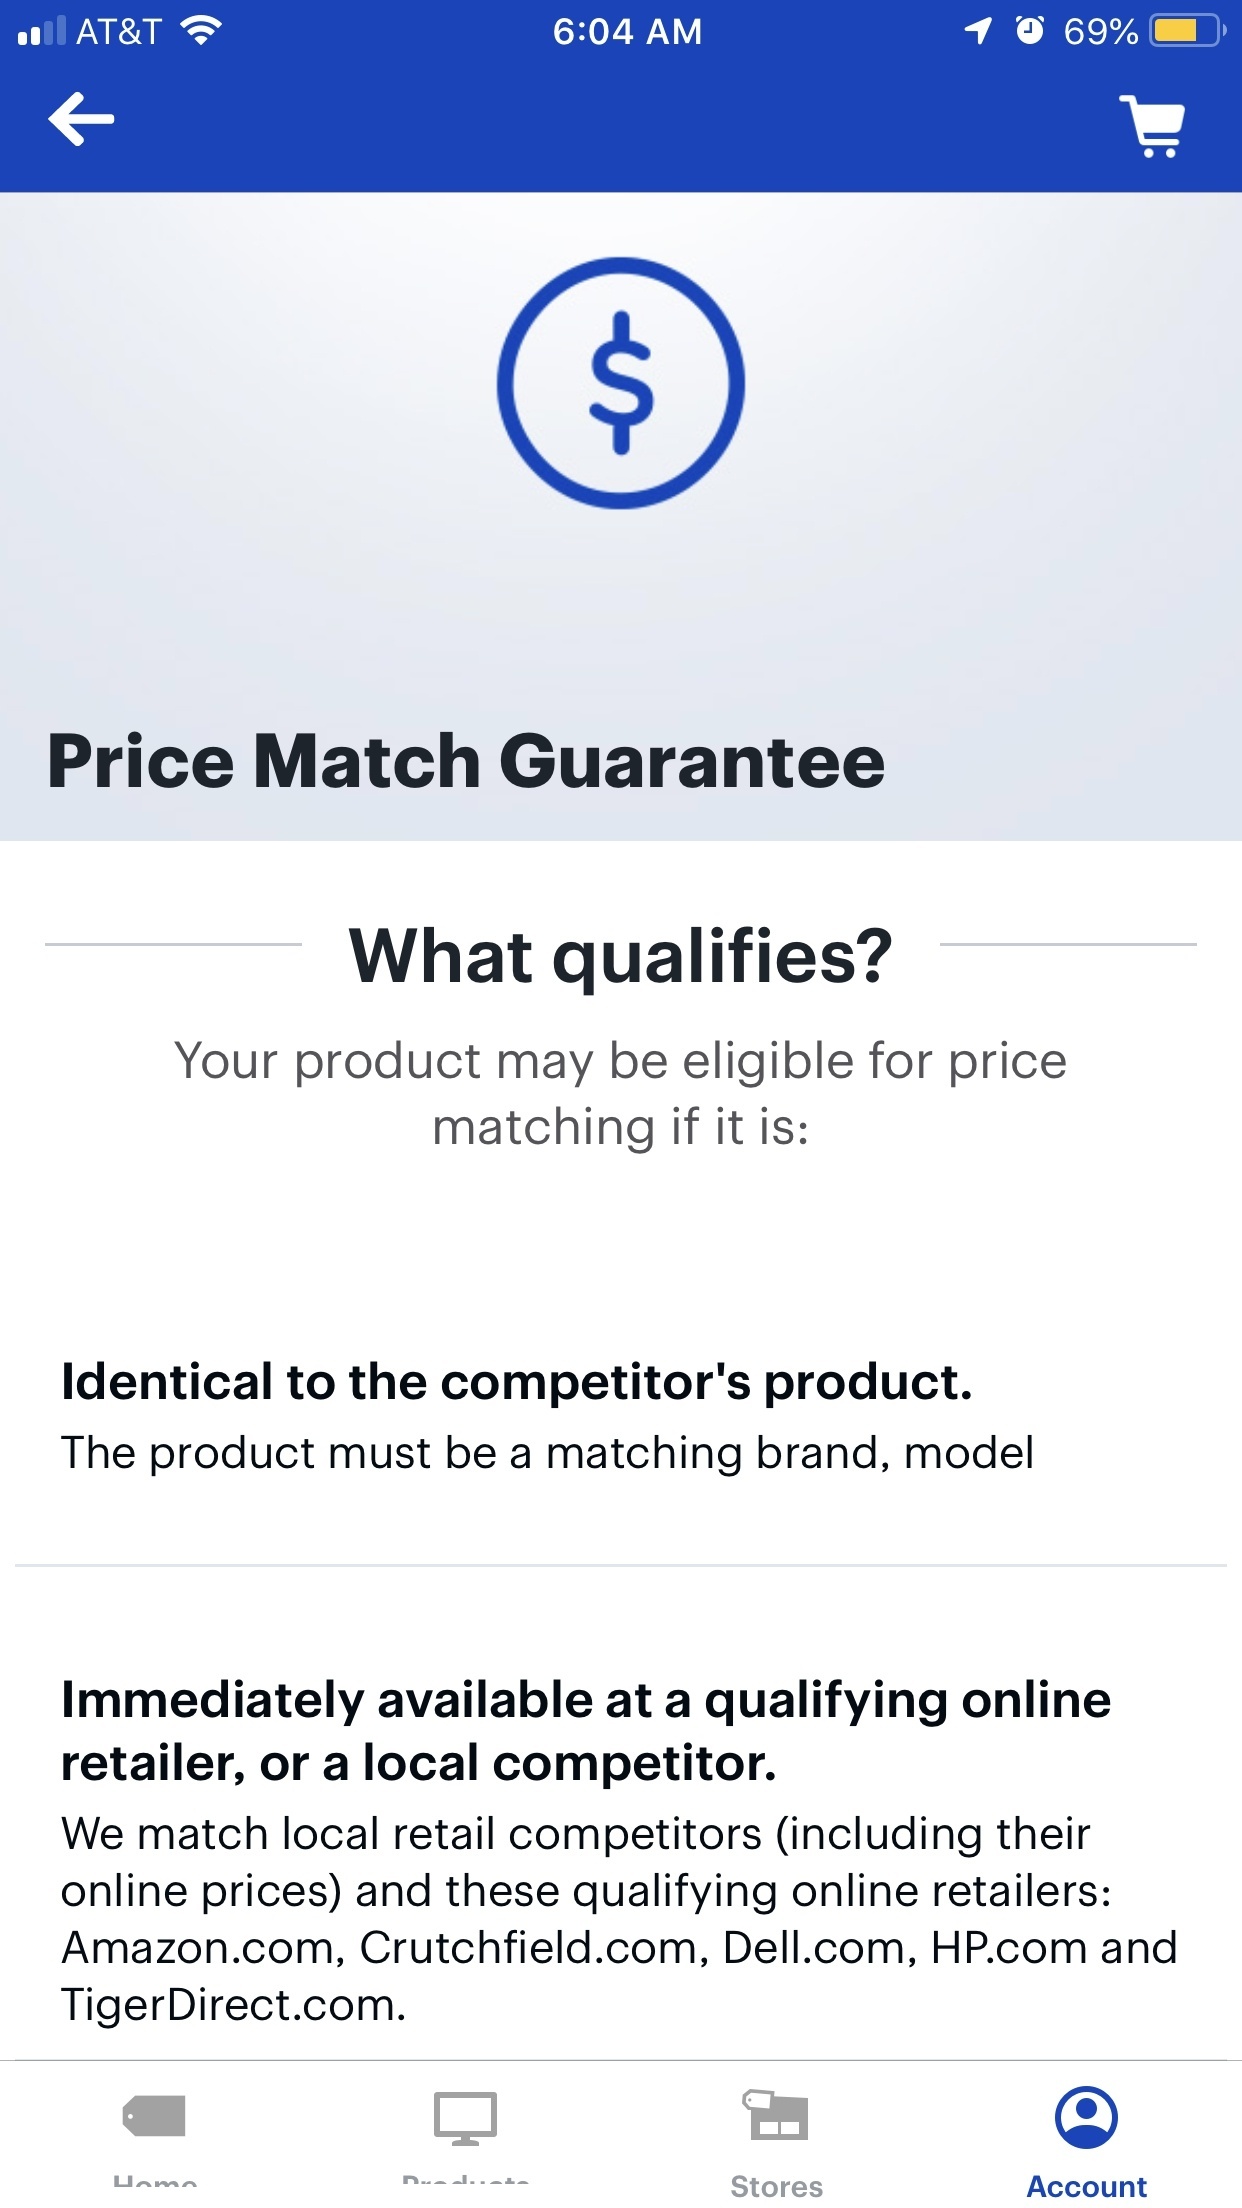 AT&T 6:04 AM 69%
$
Price Match Guarantee
What qualifies?
Your product may be eligible for price
matching if it is:
Identical to the competitor's product.
The product must be a matching brand, model
Immediately available at a qualifying online
retailer, or a local competitor.
We match local retail competitors (including their
online prices) and these qualifying online retailers:
Amazon.com, Crutchfield.com, Dell.com, HP.com and
TigerDirect.com.
Home Products Stores Account